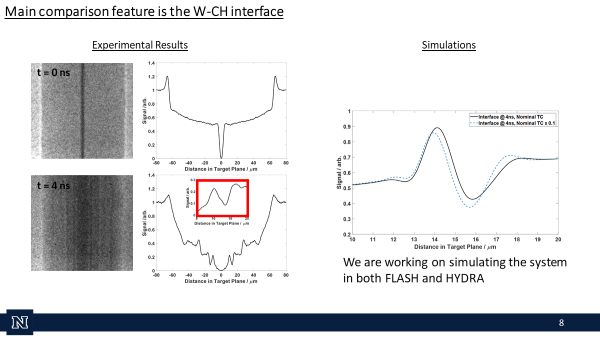 Main comparison feature is the W-CH interface
Experimental Results
Simulations
t = 0 ns
1.4
1.2
1
0.8
0.6
0.4
0.2
0
Signal /arb.
-80 -60 -40 -20 0 20 40 60 80
Distance in Target Plane / μm
t = 4 ns
1.4
1.2
1
0.8
0.6
0.4
0.2
0
Signal /arb.
Signal /arb.
Distance in Target Plane / μm
-80 -60 -40 -20 0 20 40 60 80
Distance in Target Plane / μm
1
0.9
0.8
0.7
0.6
0.5
0.4
0.3
0.2
Signal / arb.
Interface @ 4ns, Nominal TC
Interface @ 4ns, Nominal TC x 0.1
10 11 12 13 14 15 16 17 18 19 20
Distance in Target Plane / μm
We are working on simulating the system
in both FLASH and HYDRA
N
8